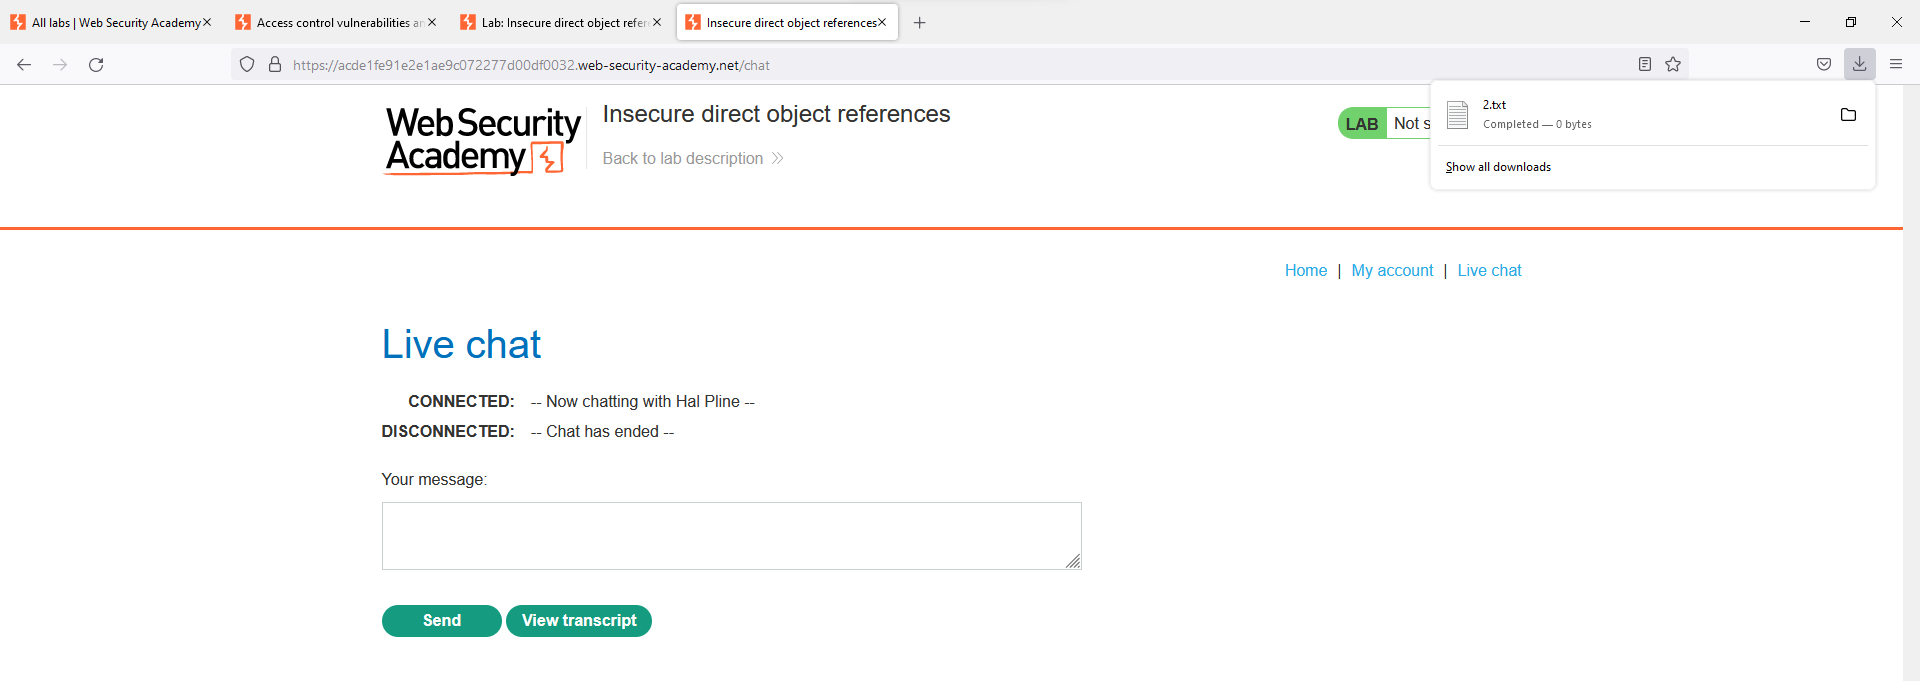 All labs | Web Security Academy
Access control vulnerabilities an
Lab: Insecure direct object refer
Insecure direct object references
https://acde1fe91e2e1ae9c072277d00df0032.web-security-academy.net/chat
2.txt
Completed — 0 bytes
Show all downloads
WebSecurity
Academy
Insecure direct object references
Back to lab description
LAB Not s
Home | My account | Live chat
Live chat
CONNECTED: -- Now chatting with Hal Pline --
DISCONNECTED: -- Chat has ended --
Your message:
Send View transcript